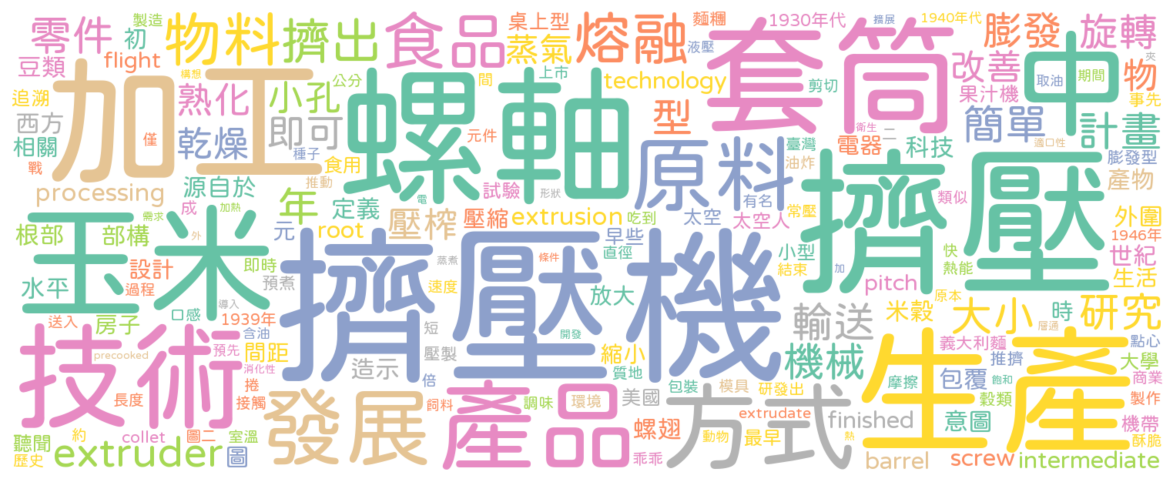 零件 物料 擠出 食品 桌上型 麵糰 熔融 1930年代 擴展 1940年代 膨發 旋轉
製造 初 蒸氣 液壓 套筒 中
豆類 flight 加工 構想 公分 間 上市 technology 剪切 改善 取油 期間 夾 物
追溯 熟化 小孔 螺軸 果汁機 事先
西方 僅 即可 元件 型 衛生 二 簡單 適口性 計畫
相關 乾燥 種子 原料 臺灣 電器 科技 膨發型
戰 食用 油炸 擠壓 產物
processing 源自於 推動 電 試驗 形狀 有名 類似
成 年 定義 壓榨 壓縮 extrusion 吃到 太空 太空人 常壓 外圍
玉米 需求 加熱 root 元 早些 1946年
根部 部構 外 擠壓機 蒸煮 條件 直徑 小型 加 快 世紀
設計 即時 預煮 結束 熱能 生活
水平 過程 口感 速度 放大 pitch 原本
送入 房子 1939年 導入 含油 短 開發 輸送 米穀 大小 層通 時 研究
技術 precooked 預先 間距 消化性 造示 壓製 縮小 質地 機械 生產 義大利麵 點心
捲 發展 倍 產品 包裝 模具 研發出 摩擦 包覆 推擠 飽和 大學
長度 接觸 飼料 調味 環境 美國 方式 穀類 商業
extrudate finished 意圖 製作
聽聞 約 collet 圖二 室溫 螺翅 動物 最早 機帶
歷史 extruder 圖 乖乖 熱 barrel screw intermediate 酥脆